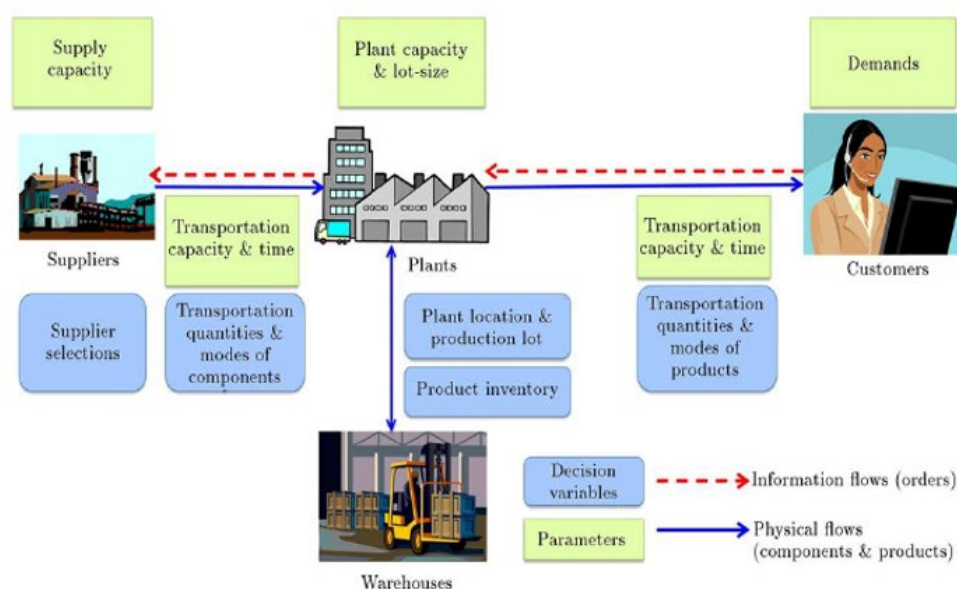 Supply
capacity
Plant capacity
& lot-size
Demands
Suppliers
Transportation
capacity & time
Plants
Transportation
capacity & time
Customers
Supplier
selections
Transportation
quantities &
modes of
components
Plant location &
production lot
Product inventory
Transportation
quantities &
modes of
products
Warehouses
Decision
variables
Information flows (orders)
Parameters
Physical flows
(components & products)